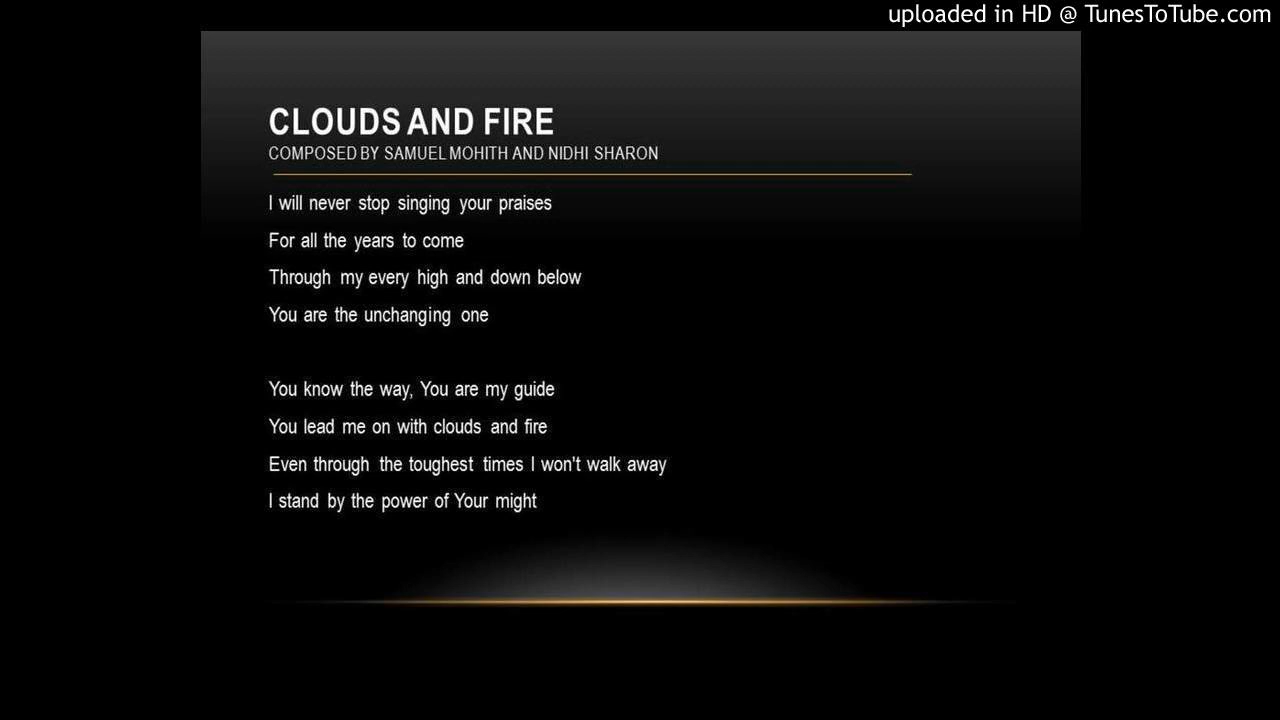 uploaded in HD @ TunesToTube.com
CLOUDS AND FIRE
COMPOSED BY SAMUEL MOHITH AND NIDHI SHARON
I will never stop singing your praises
For all the years to come
Through my every high and down below
You are the unchanging one
You know the way, You are my guide
You lead me on with clouds and fire
Even through the toughest times I won't walk away
I stand by the power of Your might